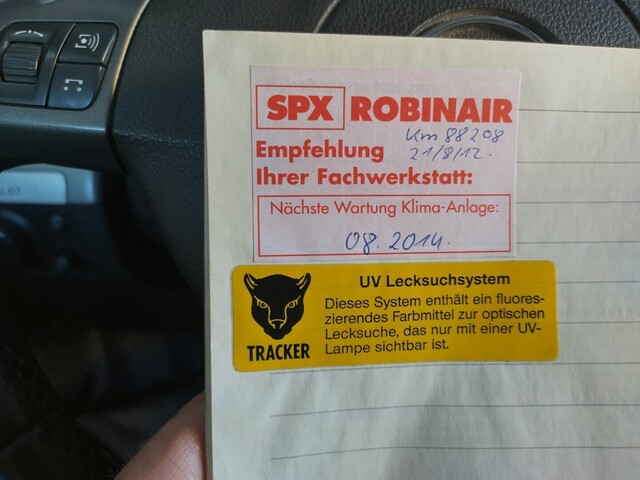 SPX ROBINAIR
Km 88208
Empfehlung 21/8/12.
Ihrer Fachwerkstatt:
Nächste Wartung Klima-Anlage:
08. 2014.
UV Lecksuchsystem
Dieses System enthält ein fluores-
zierendes Farbmittel zur optischen
Lecksuche, das nur mit einer UV-
Lampe sichtbar ist.
TRACKER